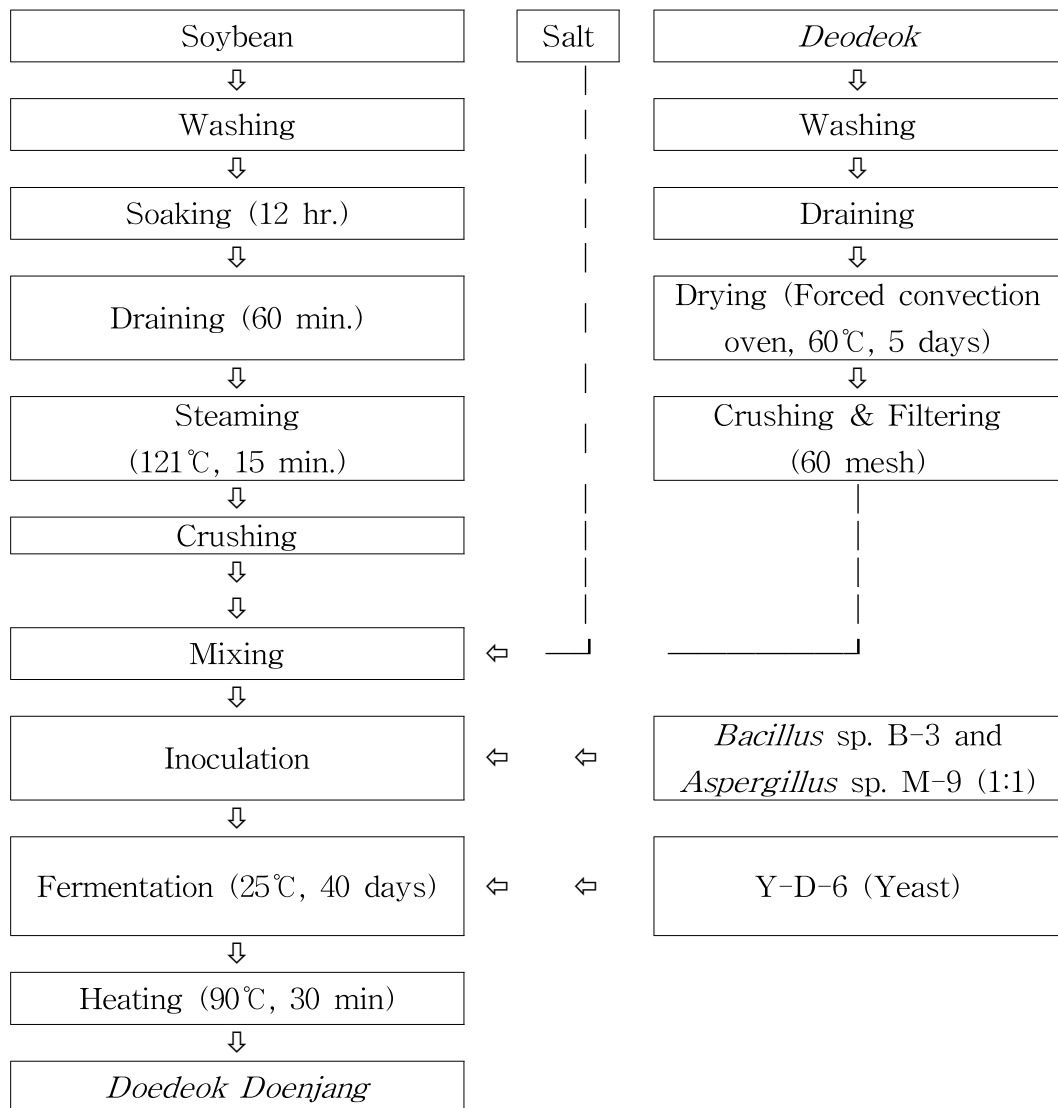 Soybean
Salt
Deodeok
Washing
Washing
Soaking (12 hr.)
Draining
Draining (60 min.)
Drying (Forced convection
oven, 60℃, 5 days)
Steaming
(121℃, 15 min.)
Crushing & Filtering
(60 mesh)
Crushing
Mixing
Inoculation
Bacillus sp. B-3 and
Aspergillus sp. M-9 (1:1)
Fermentation (25℃, 40 days)
Y-D-6 (Yeast)
Heating (90℃, 30 min)
Doedeok Doenjang